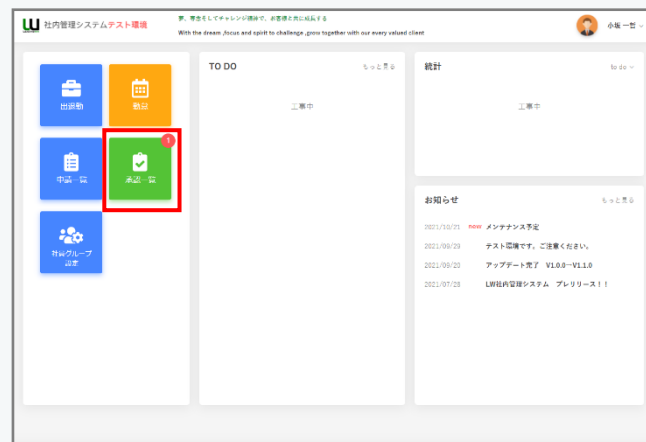 社内管理システムテスト環境
夢、専念そしてチャレンジ精神で、お客様と共に成長する
With the dream ,focus and spirit to challenge ,grow together with our every valued client
小坂 一哲
出退勤
勤怠
申請一覧
1
承認一覧
社員グループ
設定
TO DO
もっと見る
工事中
統計
to do
工事中
お知らせ
もっと見る
2021/10/21 new メンテナンス予定
2021/09/23 テスト環境です。ご注意ください。
2021/09/23 アップデート完了 V1.0.0→V1.1.0
2021/07/28 LW社内管理システム プレリリース！！